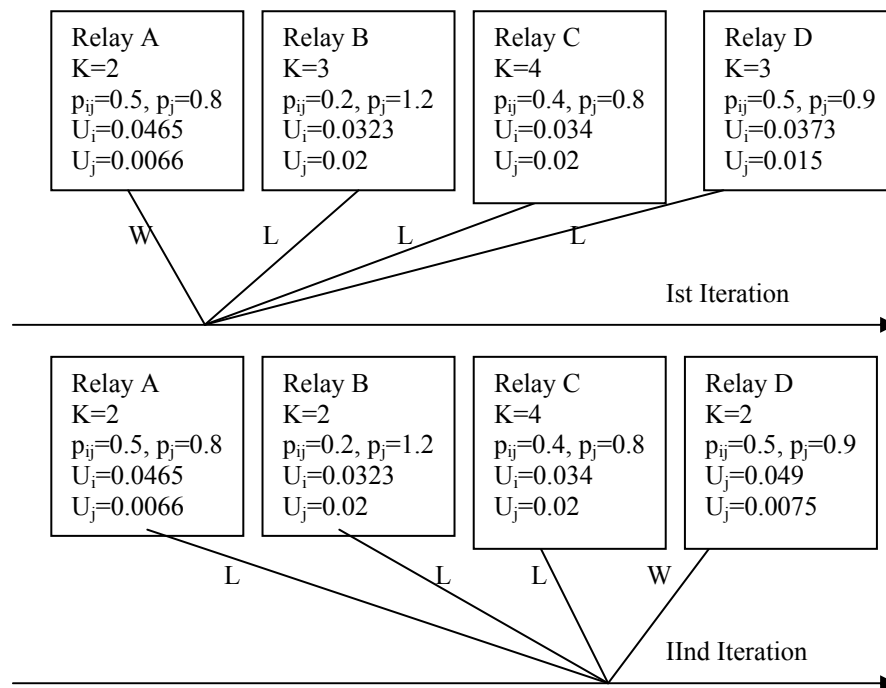 Relay A
K=2
pij=0.5, pj=0.8
Ui=0.0465
Uj=0.0066
Relay B
K=3
pij=0.2, pj=1.2
Ui=0.0323
Uj=0.02
Relay C
K=4
pij=0.4, pj=0.8
Ui=0.034
Uj=0.02
Relay D
K=3
pij=0.5, pj=0.9
Ui=0.0373
Uj=0.015
W
L
L
L
Ist Iteration
Relay A
K=2
pij=0.5, pj=0.8
Ui=0.0465
Uj=0.0066
Relay B
K=2
pij=0.2, pj=1.2
Ui=0.0323
Uj=0.02
Relay C
K=4
pij=0.4, pj=0.8
Ui=0.034
Uj=0.02
Relay D
K=2
pij=0.5, pj=0.9
Uj=0.049
Uj=0.0075
L
L
L
W
IInd Iteration